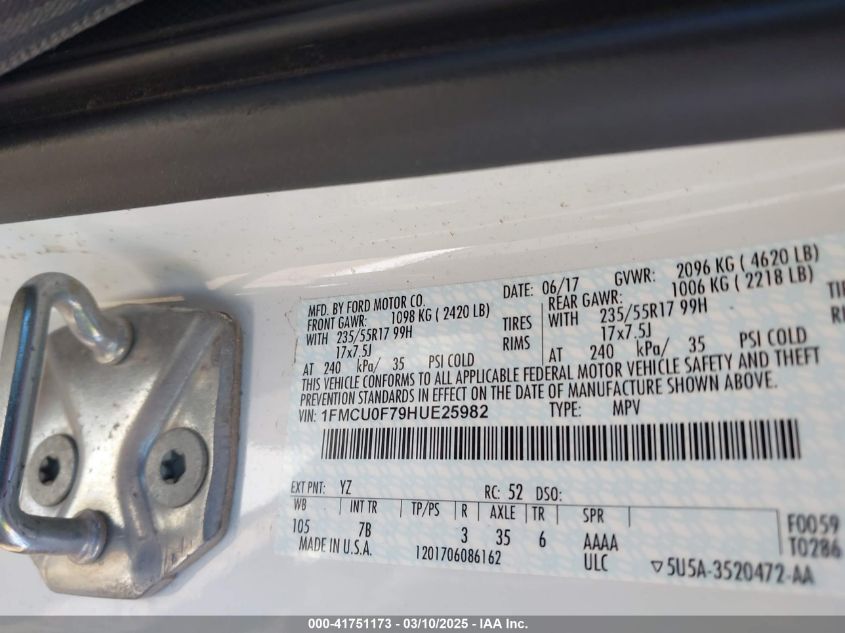 MFD. BY FORD MOTOR CO. DATE: 06/17 GVWR: 2096 KG ( 4620 LB)
FRONT GAWR: 1098 KG ( 2420 LB) REAR GAWR: 1006 KG ( 2218 LB)
WITH 235/55R17 99H TIRES WITH 235/55R17 99H
17x7.5J RIMS 17x7.5J
AT 240 kPa/ 35 PSI COLD AT 240 kPa/ 35 PSI COLD
THIS VEHICLE CONFORMS TO ALL APPLICABLE FEDERAL MOTOR VEHICLE SAFETY AND THEFT
PREVENTION STANDARDS IN EFFECT ON THE DATE OF MANUFACTURE SHOWN ABOVE.
VIN: 1FMCU0F79HUE25982 TYPE: MPV
EXT PNT: YZ RC: 52 DSO:
WB INT TR TP/PS R AXLE TR SPR
105 7B 3 35 6 AAAA
F0059
T0286
MADE IN U.S.A. 1201706086162 ULC ▽5U5A-3520472-AA
000-41751173 - 03/10/2025 - IAA Inc.